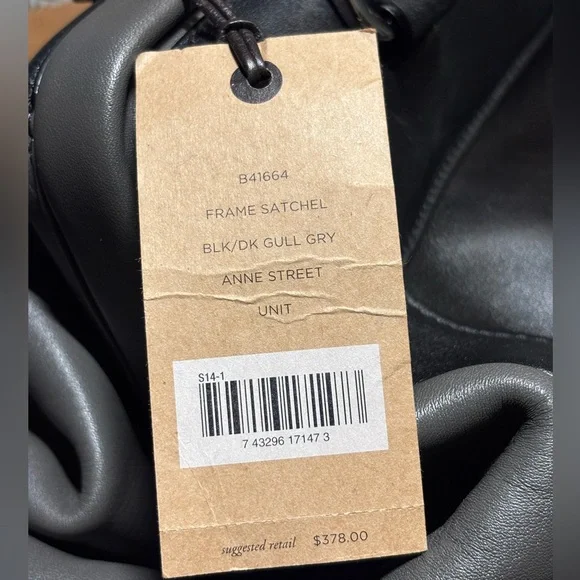 B41664
FRAME SATCHEL
BLK/DK GULL GRY
ANNE STREET
UNIT
S14-1
7 43296 17147 3
suggested retail $378.00